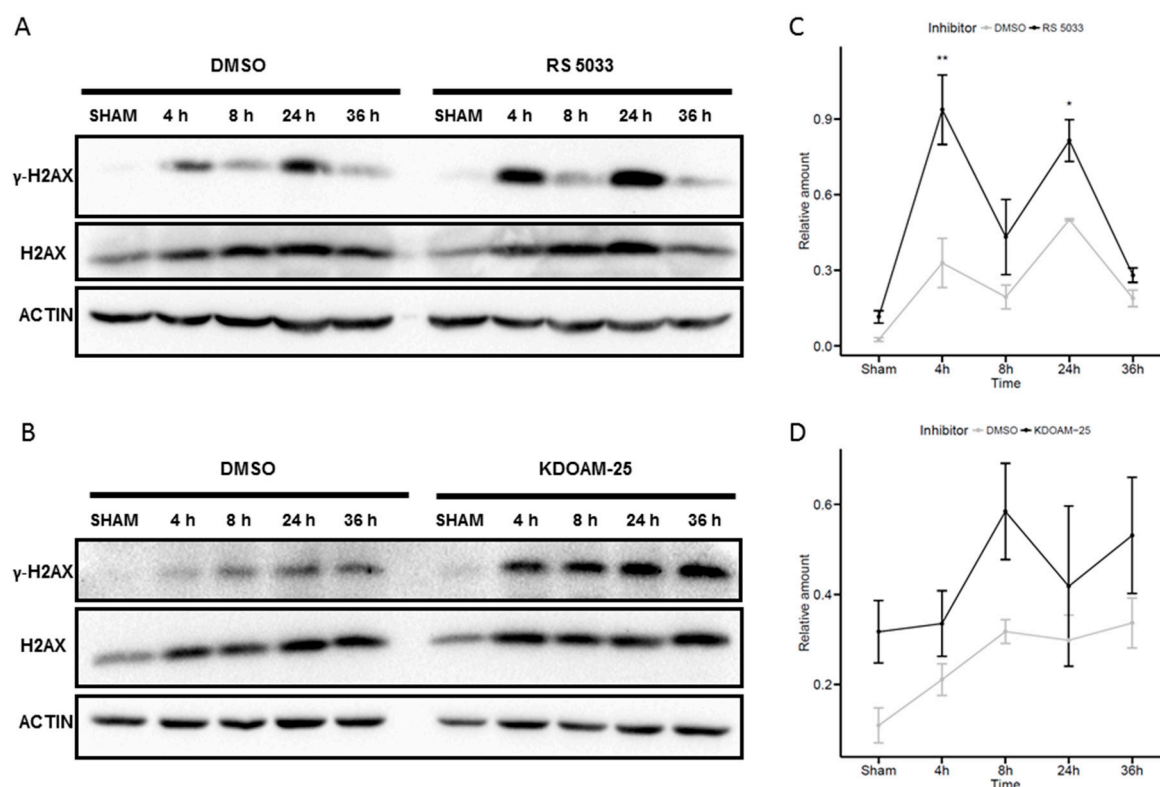 A
DMSO
RS 5033
SHAM 4 h 8 h 24 h 36 h SHAM 4 h 8 h 24 h 36 h
γ-H2AX
H2AX
ACTIN
C
Inhibitor DMSO RS 5033
**
*
0.9
0.6
0.3
0.0
Relative amount
Sham 4h 8h 24h 36h
Time
B
DMSO
KDOAM-25
SHAM 4 h 8 h 24 h 36 h SHAM 4 h 8 h 24 h 36 h
γ-H2AX
H2AX
ACTIN
D
Inhibitor DMSO KDOAM−25
0.6
0.4
0.2
Relative amount
Sham 4h 8h 24h 36h
Time